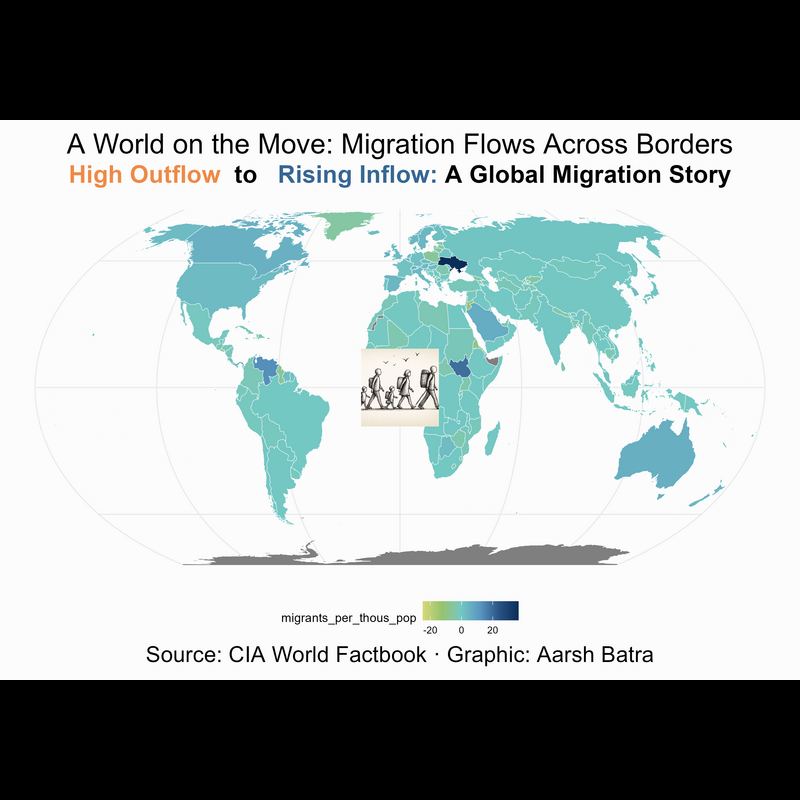 A World on the Move: Migration Flows Across Borders
High Outflow to Rising Inflow: A Global Migration Story
migrants_per_thous_pop
-20 0 20
Source: CIA World Factbook · Graphic: Aarsh Batra